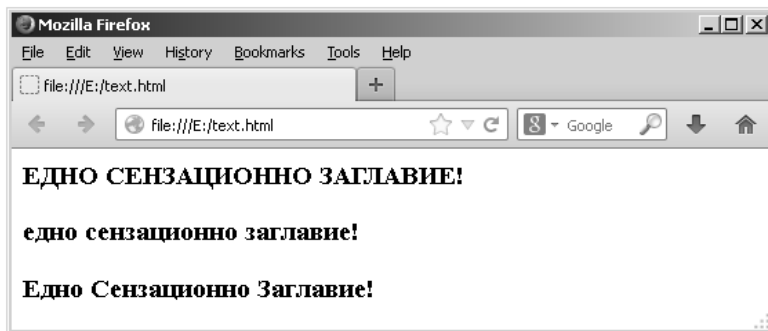 Mozilla Firefox
File Edit View History Bookmarks Tools Help
file:///E:/text.html +
file:///E:/text.html 8 Google
ЕДНО СЕНЗАЦИОННО ЗАГЛАВИЕ!
едно сензационно заглавие!
Едно Сензационно Заглавие!